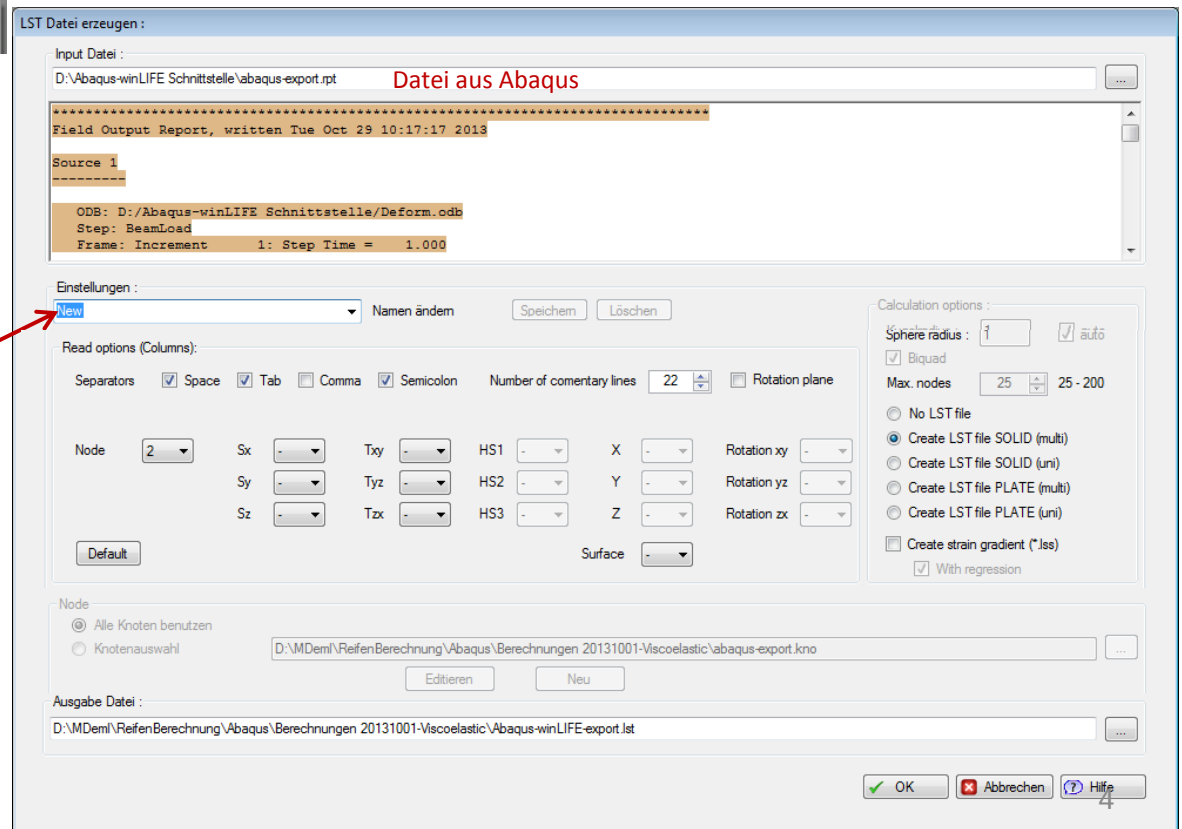 LST Datei erzeugen :
Input Datei :
D:\Abaqus-winLIFE Schnittstelle\abaqus-export.rpt Datei aus Abaqus ...
********************************************************************************
Field Output Report, written Tue Oct 29 10:17:17 2013
Source 1
---------
ODB: D:/Abaqus-winLIFE Schnittstelle/Deform.odb
Step: BeamLoad
Frame: Increment 1: Step Time = 1.000
Einstellungen :
New Namen ändern Speichern Löschen
Read options (Columns):
Separators Space Tab Comma Semicolon Number of comentary lines 22 Rotation plane
Node 2 Sx - Txy - HS1 - X - Rotation xy -
Sy - Tyz - HS2 - Y - Rotation yz -
Sz - Tzx - HS3 - Z - Rotation zx -
Default Surface -
Calculation options :
Sphere radius : 1 auto
Biquad
Max. nodes 25 25 - 200
No LST file
Create LST file SOLID (multi)
Create LST file SOLID (uni)
Create LST file PLATE (multi)
Create LST file PLATE (uni)
Create strain gradient (*.lss)
With regression
Node
Alle Knoten benutzen
Knotenauswahl D:\MDeml\ReifenBerechnung\Abaqus\Berechnungen 20131001-Viscoelastic\abaqus-export.kno ...
Editieren Neu
Ausgabe Datei :
D:\MDeml\ReifenBerechnung\Abaqus\Berechnungen 20131001-Viscoelastic\Abaqus-winLIFE-export.lst ...
OK Abbrechen Hilfe
4